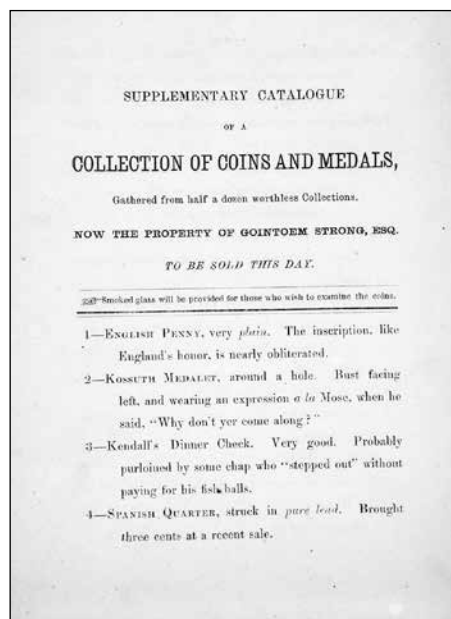 SUPPLEMENTARY CATALOGUE
OF A
COLLECTION OF COINS AND MEDALS,
Gathered from half a dozen worthless Collections.
NOW THE PROPERTY OF GOINTOEM STRONG, ESQ.
TO BE SOLD THIS DAY.
☞Smoked glass will be provided for those who wish to examine the coins.
1—ENGLISH PENNY, very plain. The inscription, like
England's honor, is nearly obliterated.
2—KOSSUTH MEDALET, around a hole. Bust facing
left, and wearing an expression a la Mose, when he
said, "Why don't yer come along?"
3—Kendall's Dinner Check. Very good. Probably
purloined by some chap who "stepped out" without
paying for his fish balls.
4—SPANISH QUARTER, struck in pure lead. Brought
three cents at a recent sale.